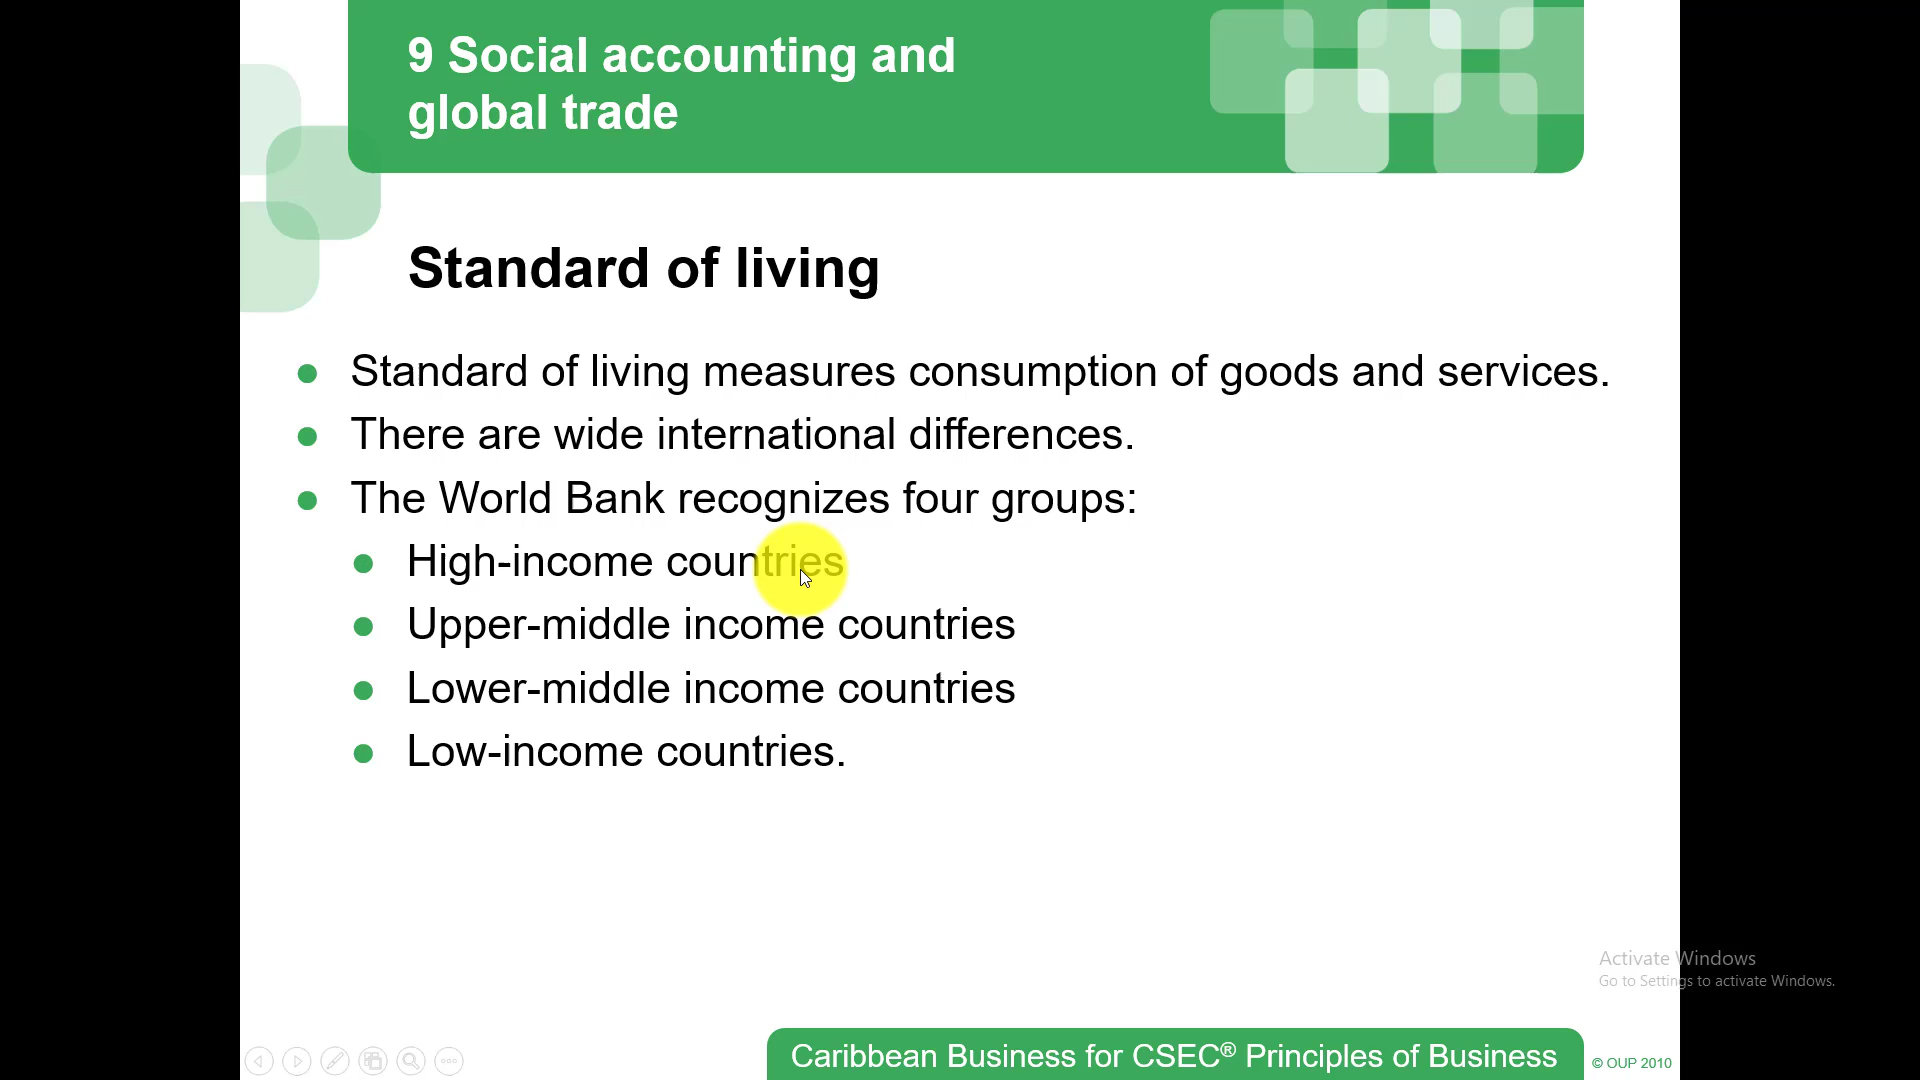 9 Social accounting and
global trade
Standard of living
Standard of living measures consumption of goods and services.
There are wide international differences.
The World Bank recognizes four groups:
High-income countries
Upper-middle income countries
Lower-middle income countries
Low-income countries.
Activate Windows
Go to Settings to activate Windows.
Caribbean Business for CSEC® Principles of Business
© OUP 2010